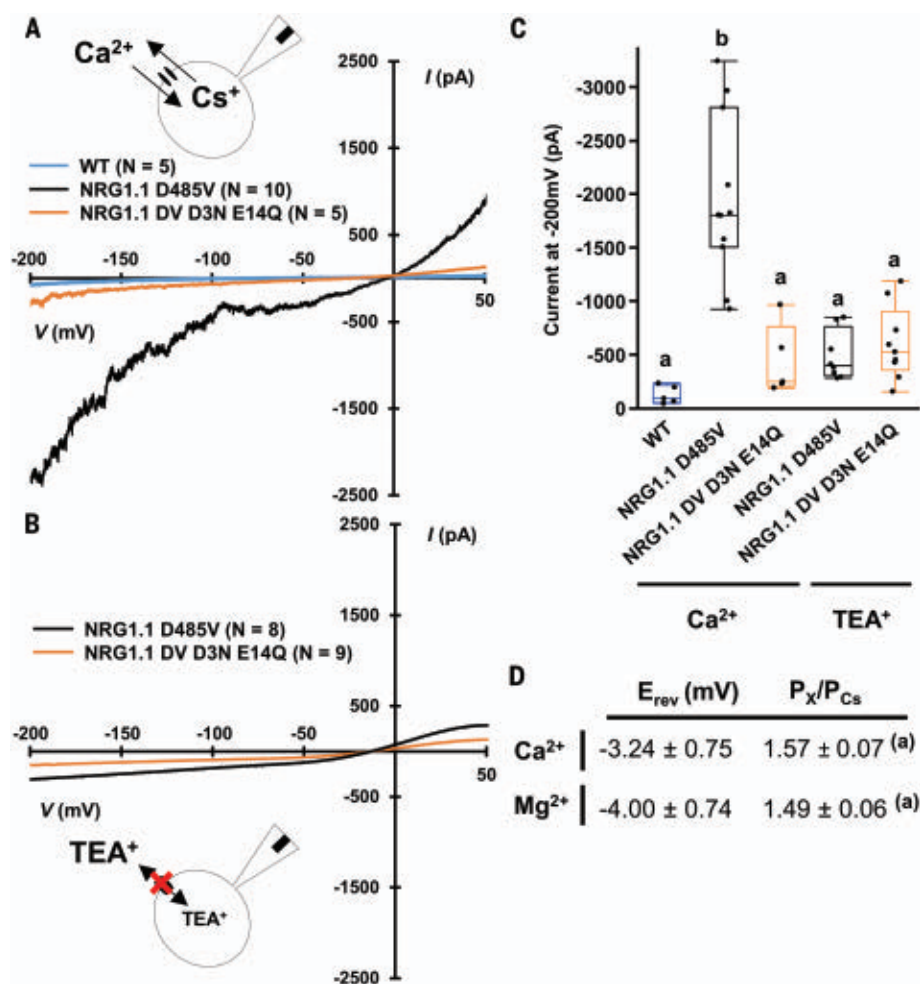 A
Ca²⁺
Cs⁺
I (pA)
2500
1500
500
-500
-1500
-2500
WT (N = 5)
NRG1.1 D485V (N = 10)
NRG1.1 DV D3N E14Q (N = 5)
-200
-150
-100
-50
50
V (mV)
B
I (pA)
2500
1500
500
-500
-1500
-2500
NRG1.1 D485V (N = 8)
NRG1.1 DV D3N E14Q (N = 9)
-200
-150
-100
-50
50
V (mV)
TEA⁺
TEA⁺
C
Current at -200mV (pA)
-3000
-2500
-2000
-1500
-1000
-500
0
a
b
a
a
a
WT
NRG1.1 D485V
NRG1.1 DV D3N E14Q
NRG1.1 D485V
NRG1.1 DV D3N E14Q
Ca²⁺
TEA⁺
D
E_rev (mV) P_X/P_Cs
Ca²⁺ -3.24 ± 0.75 1.57 ± 0.07 (a)
Mg²⁺ -4.00 ± 0.74 1.49 ± 0.06 (a)